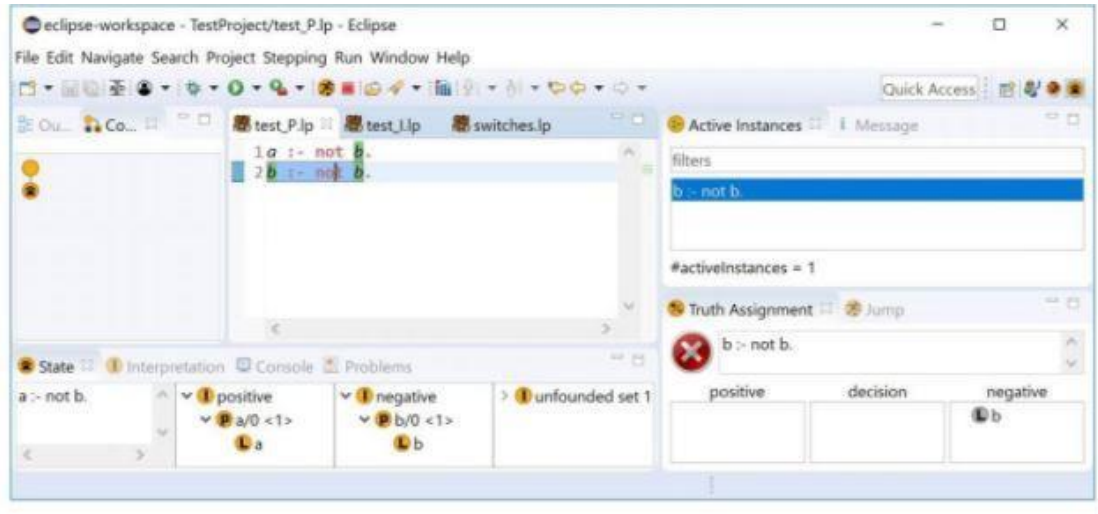 eclipse-workspace - TestProject/test_P.lp - Eclipse
File Edit Navigate Search Project Stepping Run Window Help
Quick Access
Ou... Co... test_P.lp test_I.lp switches.lp Active Instances Message
1 a :- not b.
2 b :- not b.
filters
b :- not b.
#activeInstances = 1
Truth Assignment Jump
b :- not b.
positive decision negative
b
State Interpretation Console Problems
a :- not b.
I positive I negative I unfounded set 1
P a/0 <1> P b/0 <1>
L a L b
L